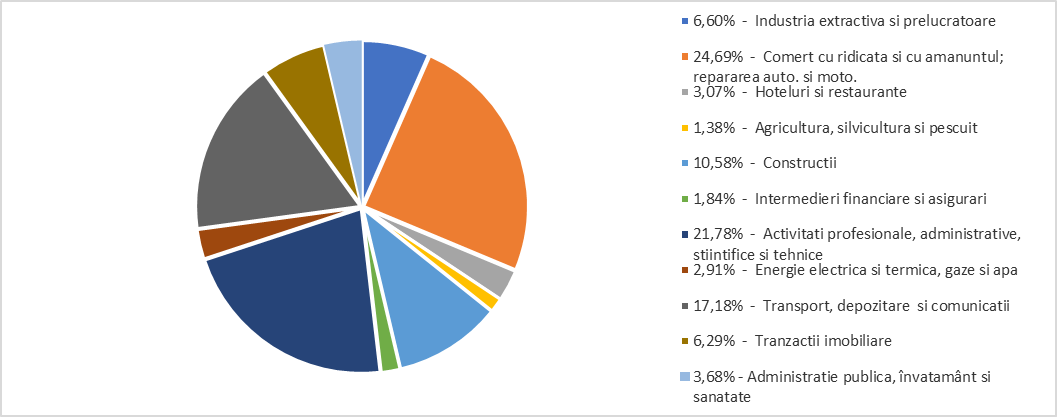 6,60% - Industria extractiva si prelucratoare
24,69% - Comert cu ridicata si cu amanuntul;
repararea auto. si moto.
3,07% - Hoteluri si restaurante
1,38% - Agricultura, silvicultura si pescuit
10,58% - Constructii
1,84% - Intermedieri financiare si asigurari
21,78% - Activitati profesionale, administrative,
stiintifice si tehnice
2,91% - Energie electrica si termica, gaze si apa
17,18% - Transport, depozitare si comunicatii
6,29% - Tranzactii imobiliare
3,68% - Administratie publica, învatamânt si
sanatate